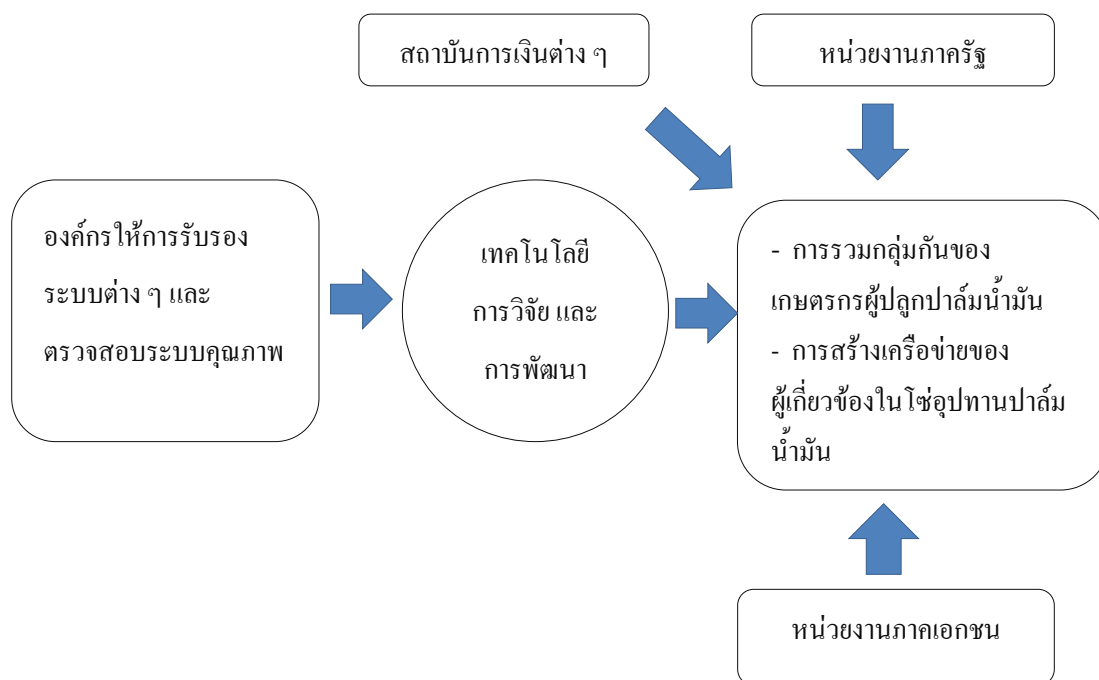 สถาบันการเงินต่าง ๆ
หน่วยงานภาครัฐ
องค์กรให้การรับรอง
ระบบต่าง ๆ และ
ตรวจสอบระบบคุณภาพ
เทคโนโลยี
การวิจัย และ
การพัฒนา
- การรวมกลุ่มกันของ
เกษตรกรผู้ปลูกปาล์มน้ำมัน
- การสร้างเครือข่ายของ
ผู้เกี่ยวข้องในโซ่อุปทานปาล์ม
น้ำมัน
หน่วยงานภาคเอกชน